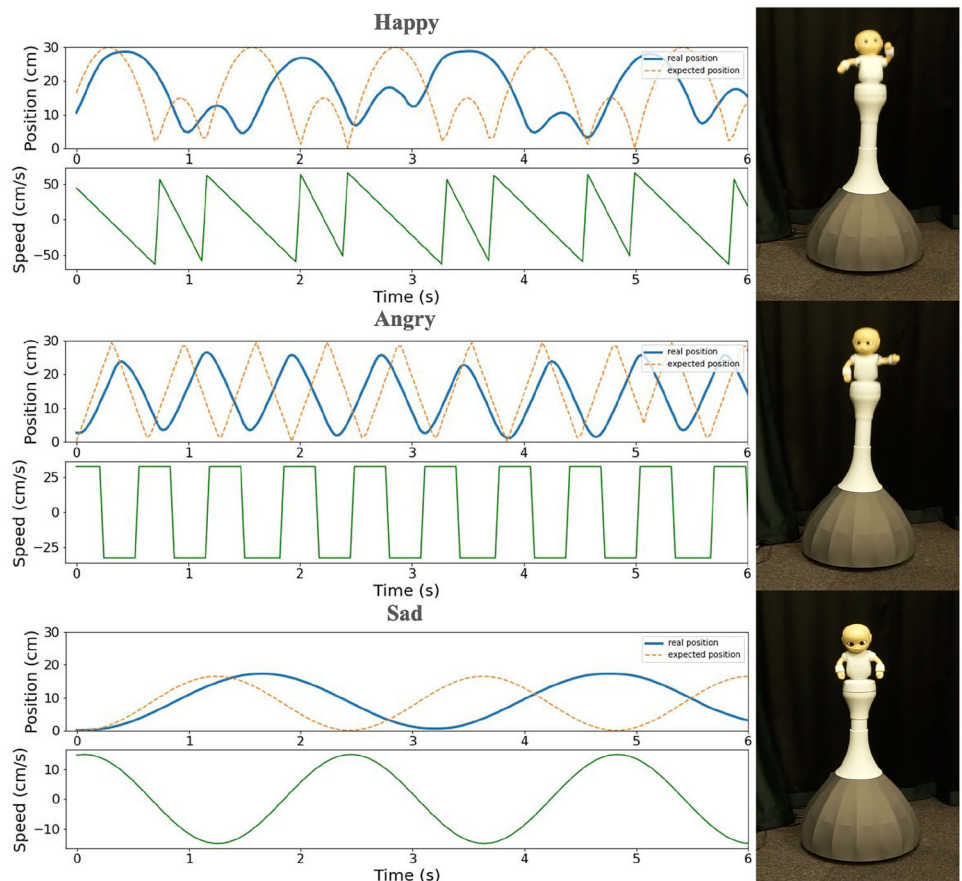 Happy
Position (cm)
30
20
10
0
real position
expected position
0 1 2 3 4 5 6
Speed (cm/s)
50
0
−50
0 1 2 3 4 5 6
Time (s)
Angry
Position (cm)
30
20
10
0
real position
expected position
0 1 2 3 4 5 6
Speed (cm/s)
25
0
−25
0 1 2 3 4 5 6
Time (s)
Sad
Position (cm)
30
20
10
0
real position
expected position
0 1 2 3 4 5 6
Speed (cm/s)
10
0
−10
0 1 2 3 4 5 6
Time (s)